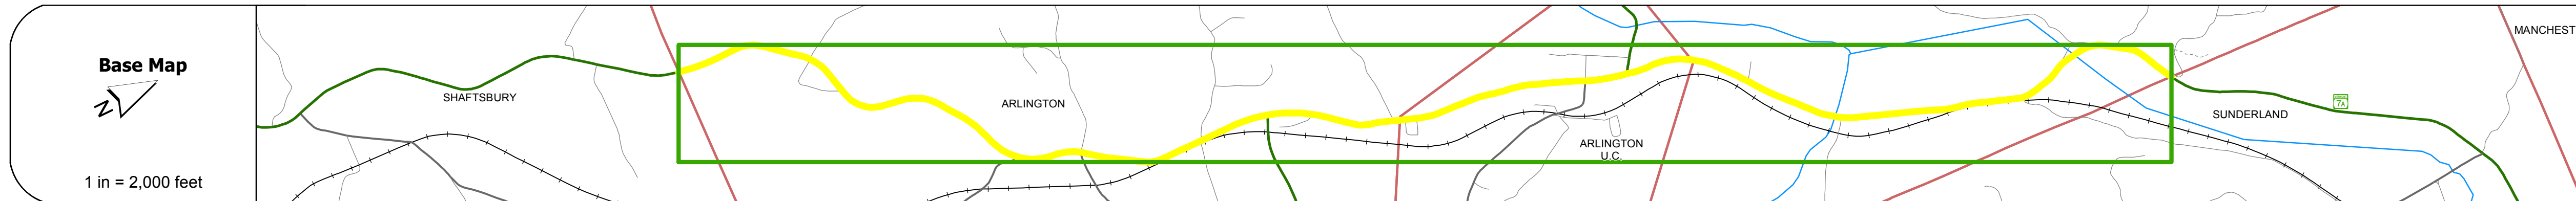 Base Map
N
1 in = 2,000 feet
SHAFTSBURY
ARLINGTON
ARLINGTON
U.C.
7A
SUNDERLAND
MANCHEST